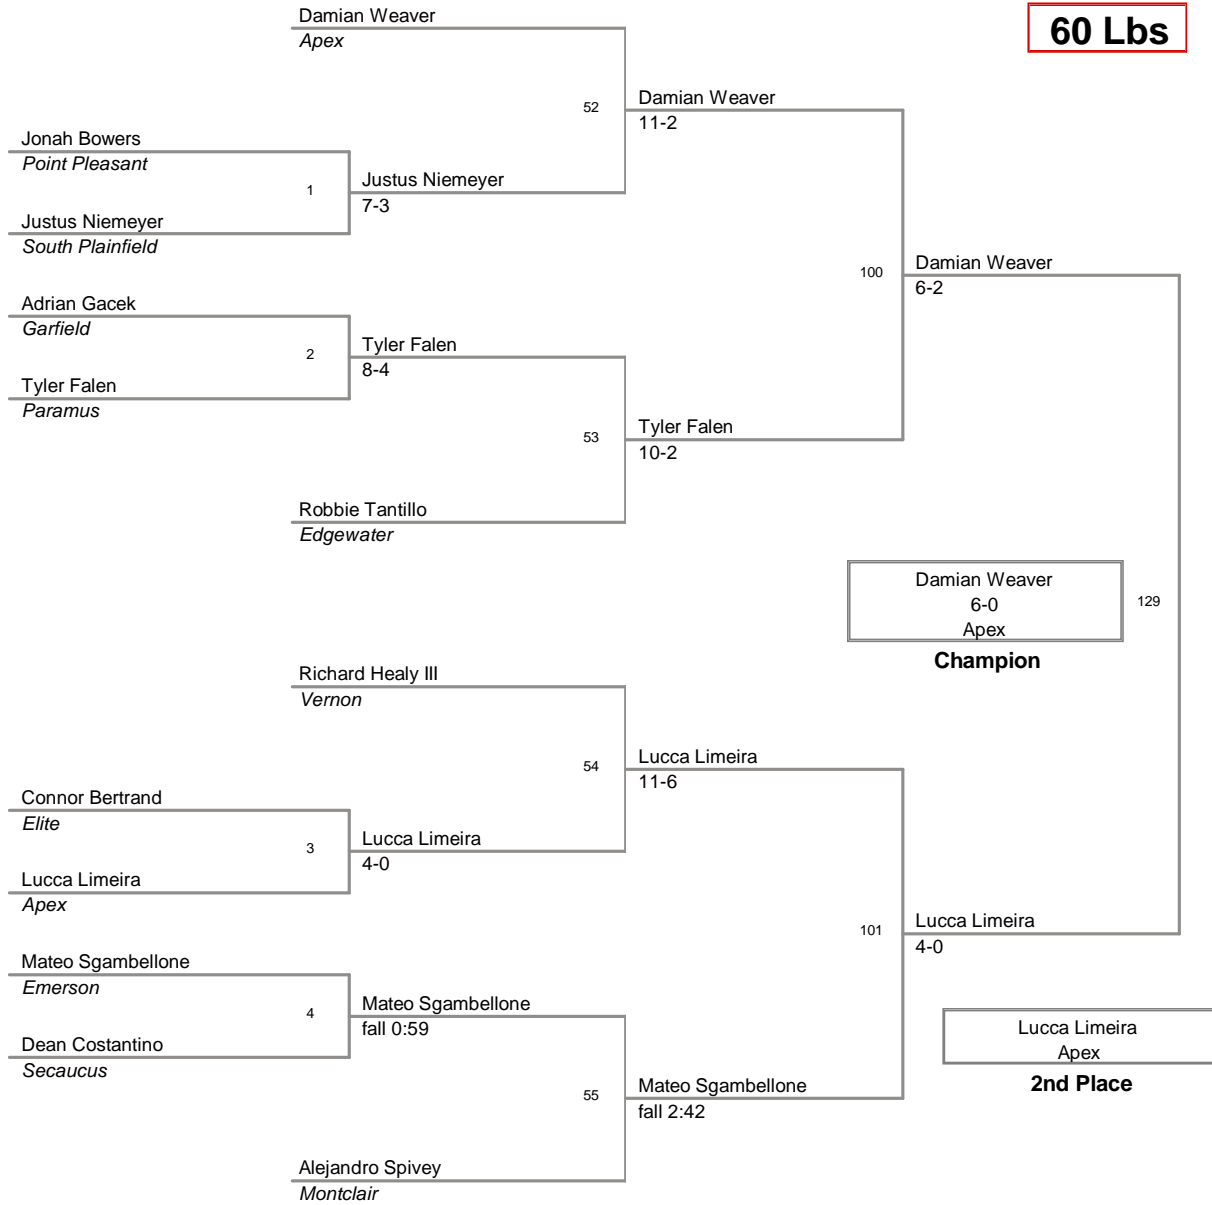 Damian Weaver
Apex
60 Lbs
52
Damian Weaver
11-2
Jonah Bowers
Point Pleasant
1
Justus Niemeyer
7-3
Justus Niemeyer
South Plainfield
100
Damian Weaver
6-2
Adrian Gacek
Garfield
2
Tyler Falen
8-4
Tyler Falen
Paramus
53
Tyler Falen
10-2
Robbie Tantillo
Edgewater
Damian Weaver
6-0
Apex
129
Champion
Richard Healy III
Vernon
54
Lucca Limeira
11-6
Connor Bertrand
Elite
3
Lucca Limeira
4-0
Lucca Limeira
Apex
101
Lucca Limeira
4-0
Mateo Sgambellone
Emerson
4
Mateo Sgambellone
fall 0:59
Dean Costantino
Secaucus
Lucca Limeira
Apex
2nd Place
55
Mateo Sgambellone
fall 2:42
Alejandro Spivey
Montclair